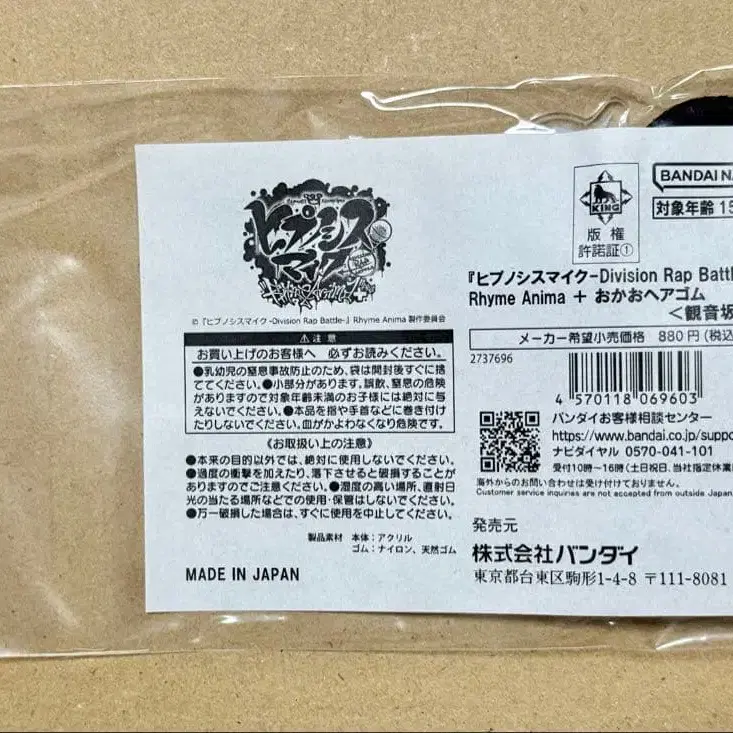 ヒプノシスマイク
Rhyme Anima +
©『ヒプノシスマイク-Division Rap Battle-』Rhyme Anima 製作委員会
⚠ 注 意
お買い上げのお客様へ 必ずお読みください。
●乳幼児の窒息事故防止のため、袋は開封後すぐに捨
ててください。●小部分があります。誤飲、窒息の危険
がありますので対象年齢未満のお子様には絶対に与
えないでください。●本品を指や手首などに巻き付け
たりしないでください。血がかよわなくなり危険です。
《お取扱い上の注意》
●本来の目的以外では、絶対に使用しないでください。
●過度の衝撃を加えたり、落下させると破損することが
ありますのでご注意ください。●湿度の高い場所、直射日
光の当たる場所などでの使用・保管はしないでください。
●万一破損した場合は、すぐに使用を中止してください。
製品素材 本体:アクリル
ゴム:ナイロン、天然ゴム
MADE IN JAPAN
KING
版権
許諾証①
BANDAI NA
対象年齢 15
『ヒプノシスマイク-Division Rap Batt
Rhyme Anima + おかおヘアゴム
<観音坂
メーカー希望小売価格 880円(税込
2737696
4 570118 069603
バンダイお客様相談センター
https://www.bandai.co.jp/suppo
ナビダイヤル 0570-041-101
受付10時~16時(土日祝日、当社指定休業
海外からのお問い合わせは受け付けておりません。
Customer service inquiries are not accepted from outside Japan
発売元
株式会社バンダイ
東京都台東区駒形1-4-8 〒111-8081